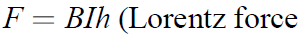 F = BIh (Lorentz force